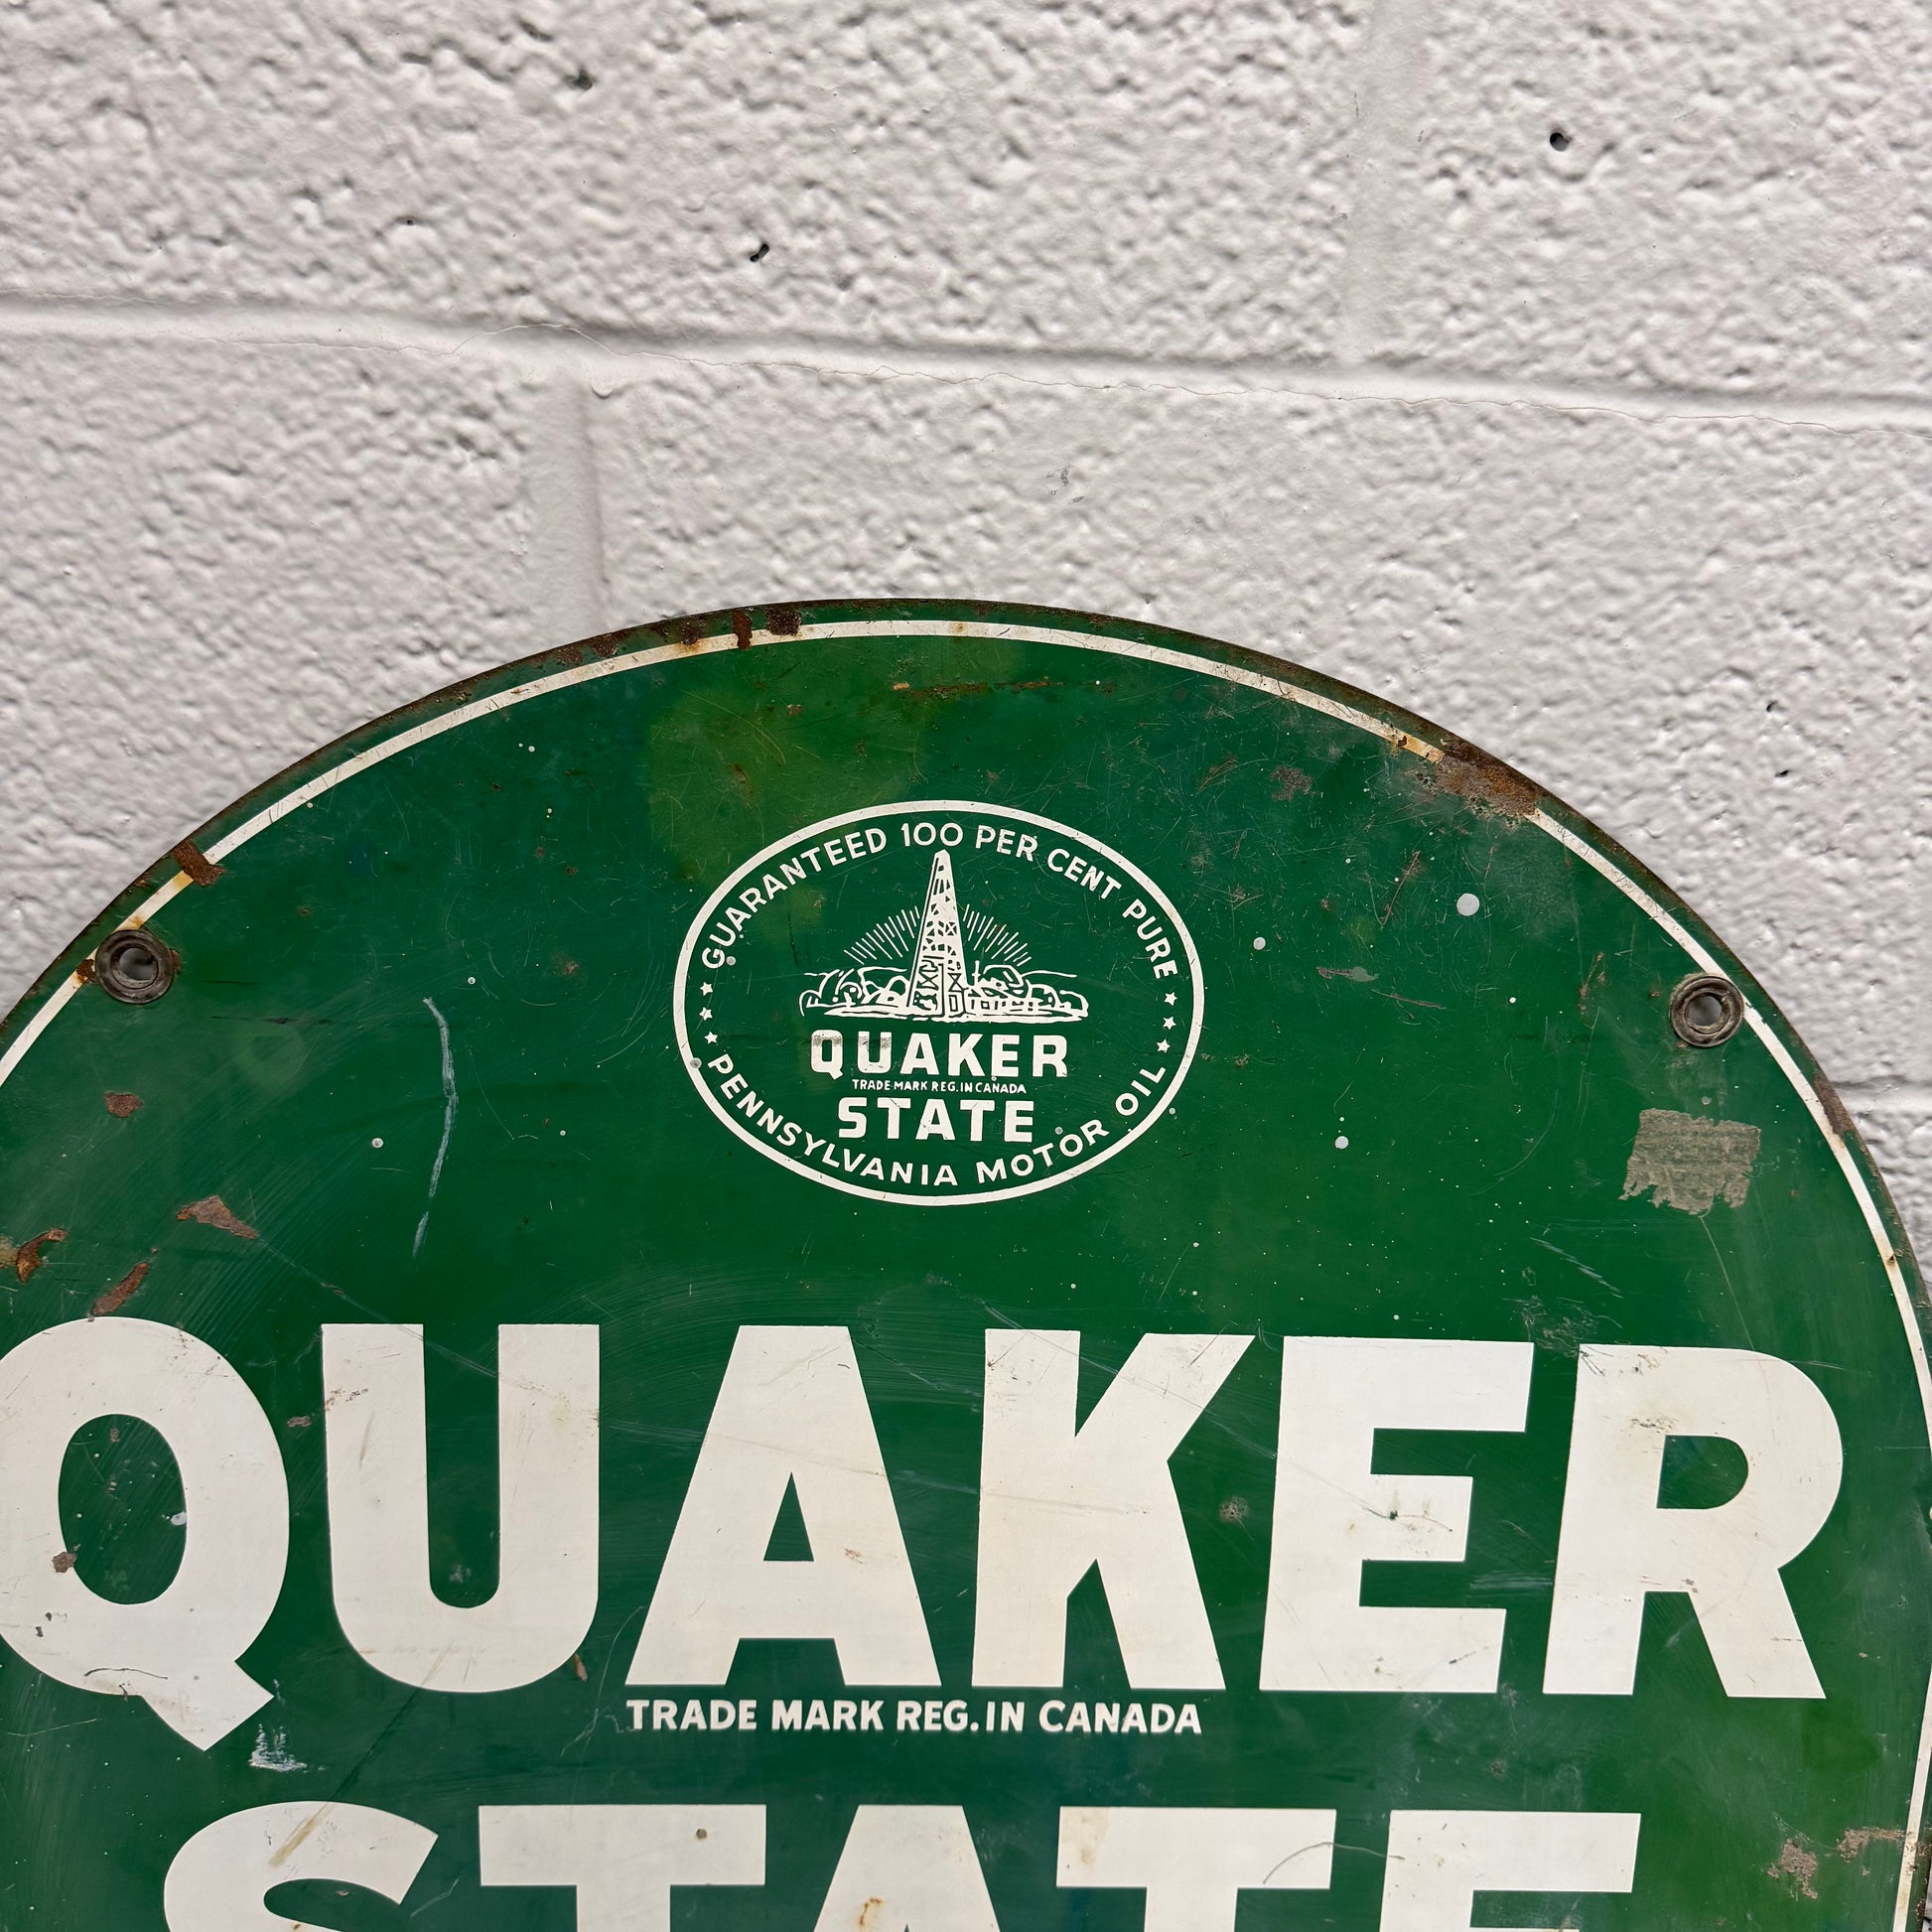 GUARANTEED 100 PER CENT PURE
QUAKER
TRADE MARK REG. IN CANADA
STATE
PENNSYLVANIA MOTOR OIL
QUAKER
TRADE MARK REG. IN CANADA
STATE